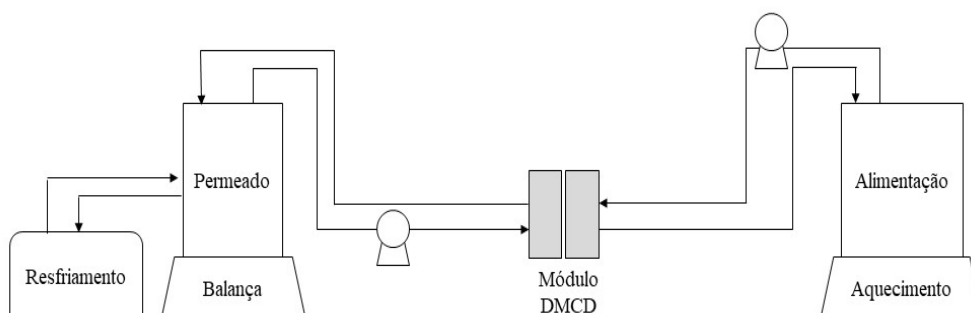 Permeado
Alimentação
Resfriamento
Balança
Módulo
DMCD
Aquecimento